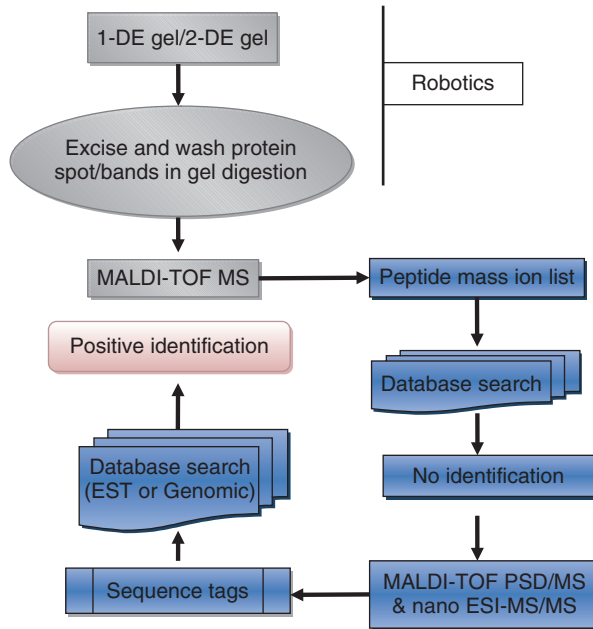 1-DE gel/2-DE gel
Robotics
Excise and wash protein
spot/bands in gel digestion
MALDI-TOF MS
Peptide mass ion list
Positive identification
Database search
Database search
(EST or Genomic)
No identification
Sequence tags
MALDI-TOF PSD/MS
& nano ESI-MS/MS